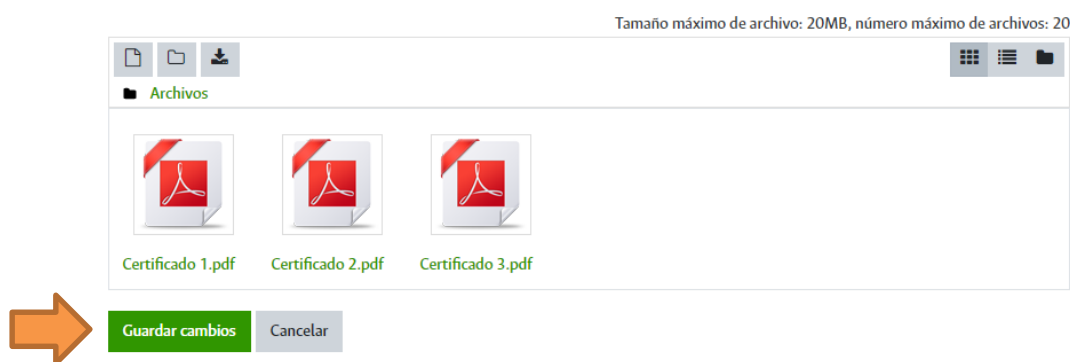 Tamaño máximo de archivo: 20MB, número máximo de archivos: 20
Archivos
Certificado 1.pdf Certificado 2.pdf Certificado 3.pdf
Guardar cambios Cancelar